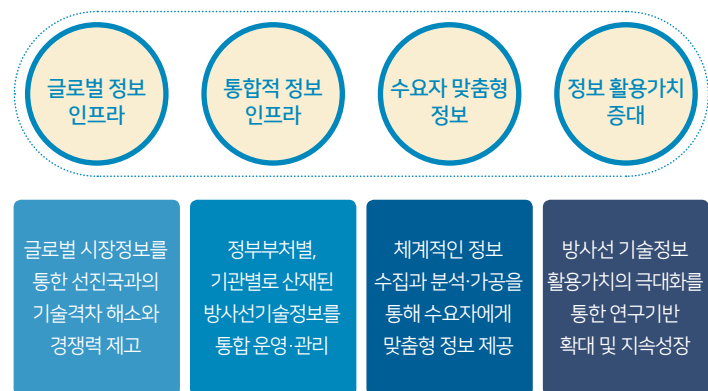 글로벌 정보
인프라
통합적 정보
인프라
수요자 맞춤형
정보
정보 활용가치
증대
글로벌 시장정보를
통한 선진국과의
기술격차 해소와
경쟁력 제고
정부부처별,
기관별로 산재된
방사선기술정보를
통합 운영·관리
체계적인 정보
수집과 분석·가공을
통해 수요자에게
맞춤형 정보 제공
방사선 기술정보
활용가치의 극대화를
통한 연구기반
확대 및 지속성장